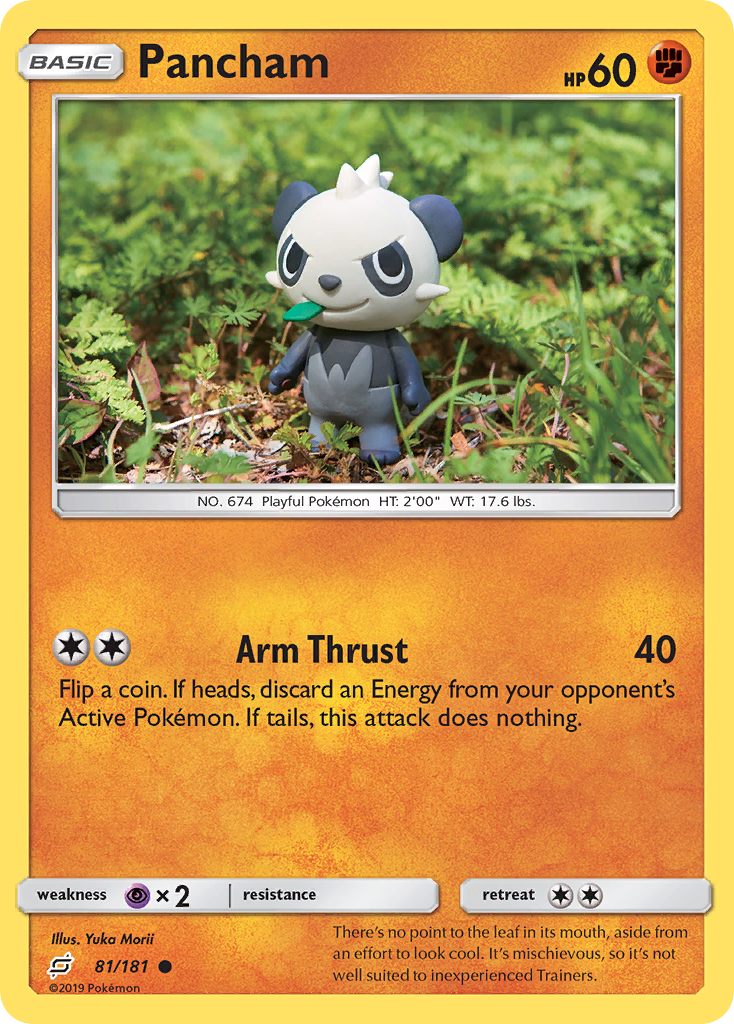 BASIC Pancham HP60
NO. 674 Playful Pokémon HT: 2'00" WT: 17.6 lbs.
Arm Thrust 40
Flip a coin. If heads, discard an Energy from your opponent's
Active Pokémon. If tails, this attack does nothing.
weakness ×2 resistance retreat
Illus. Yuka Morii
81/181
©2019 Pokémon
There's no point to the leaf in its mouth, aside from
an effort to look cool. It's mischievous, so it's not
well suited to inexperienced Trainers.